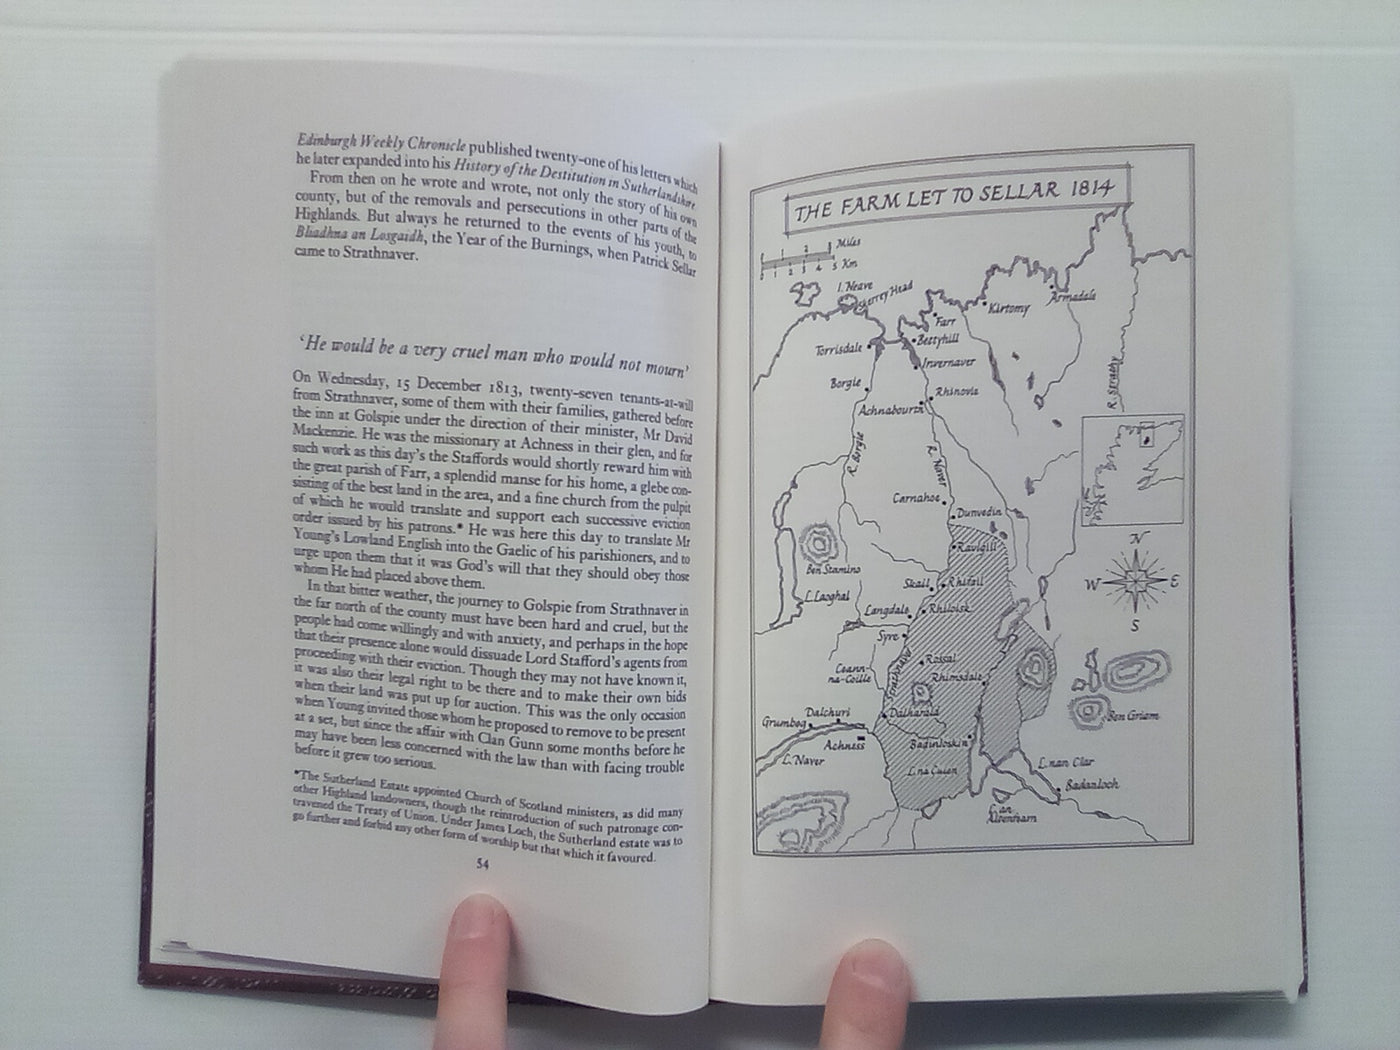 Edinburgh Weekly Chronicle published twenty-one of his letters which
he later expanded into his History of the Destitution in Sutherlandshire.
From then on he wrote and wrote, not only the story of his own
county, but of the removals and persecutions in other parts of the
Highlands. But always he returned to the events of his youth, to
Bliadhna an Losgaidh, the Year of the Burnings, when Patrick Sellar
came to Strathnaver.
‘He would be a very cruel man who would not mourn’
On Wednesday, 15 December 1813, twenty-seven tenants-at-will
from Strathnaver, some of them with their families, gathered before
the inn at Golspie under the direction of their minister, Mr David
Mackenzie. He was the missionary at Achness in their glen, and for
such work as this day's the Staffords would shortly reward him with
the great parish of Farr, a splendid manse for his home, a glebe con-
sisting of the best land in the area, and a fine church from the pulpit
of which he would translate and support each successive eviction
order issued by his patrons.* He was here this day to translate Mr
Young's Lowland English into the Gaelic of his parishioners, and to
urge upon them that it was God's will that they should obey those
whom He had placed above them.
In that bitter weather, the journey to Golspie from Strathnaver in
the far north of the county must have been hard and cruel, but the
people had come willingly and with anxiety, and perhaps in the hope
that their presence alone would dissuade Lord Stafford's agents from
proceeding with their eviction. Though they may not have known it,
it was also their legal right to be there and to make their own bids
when their land was put up for auction. This was the only occasion
when Young invited those whom he proposed to remove to be present
at a set, but since the affair with Clan Gunn some months before he
may have been less concerned with the law than with facing trouble
before it grew too serious.
*The Sutherland Estate appointed Church of Scotland ministers, as did many
other Highland landowners, though the reintroduction of such patronage con-
travened the Treaty of Union. Under James Loch, the Sutherland estate was to
go further and forbid any other form of worship but that which it favoured.
54
THE FARM LET TO SELLAR 1814
Miles
Km
I. Neave
Farr
Kirtomy
Armadale
Torrisdale
Bettyhill
Invernaver
Borgie
Rhinovie
Achnabourin
R. Strathy
R. Borgie
R. Naver
Carnahoe
Dunvedin
Ravigill
Ben Stamino
Skail
Rhifail
L. Laoghal
Langdale
Rhiloisk
Syre
Rossal
Ceann-
na-Coille
Rhimsdale
Strathnaver
Dalharald
Dalchuri
Grumbeg
Achness
Badinloskin
L. Naver
L. na Cuien
L. nan Clar
Badanloch
L. an
Altenharn
Ben Griam
N
W
E
S